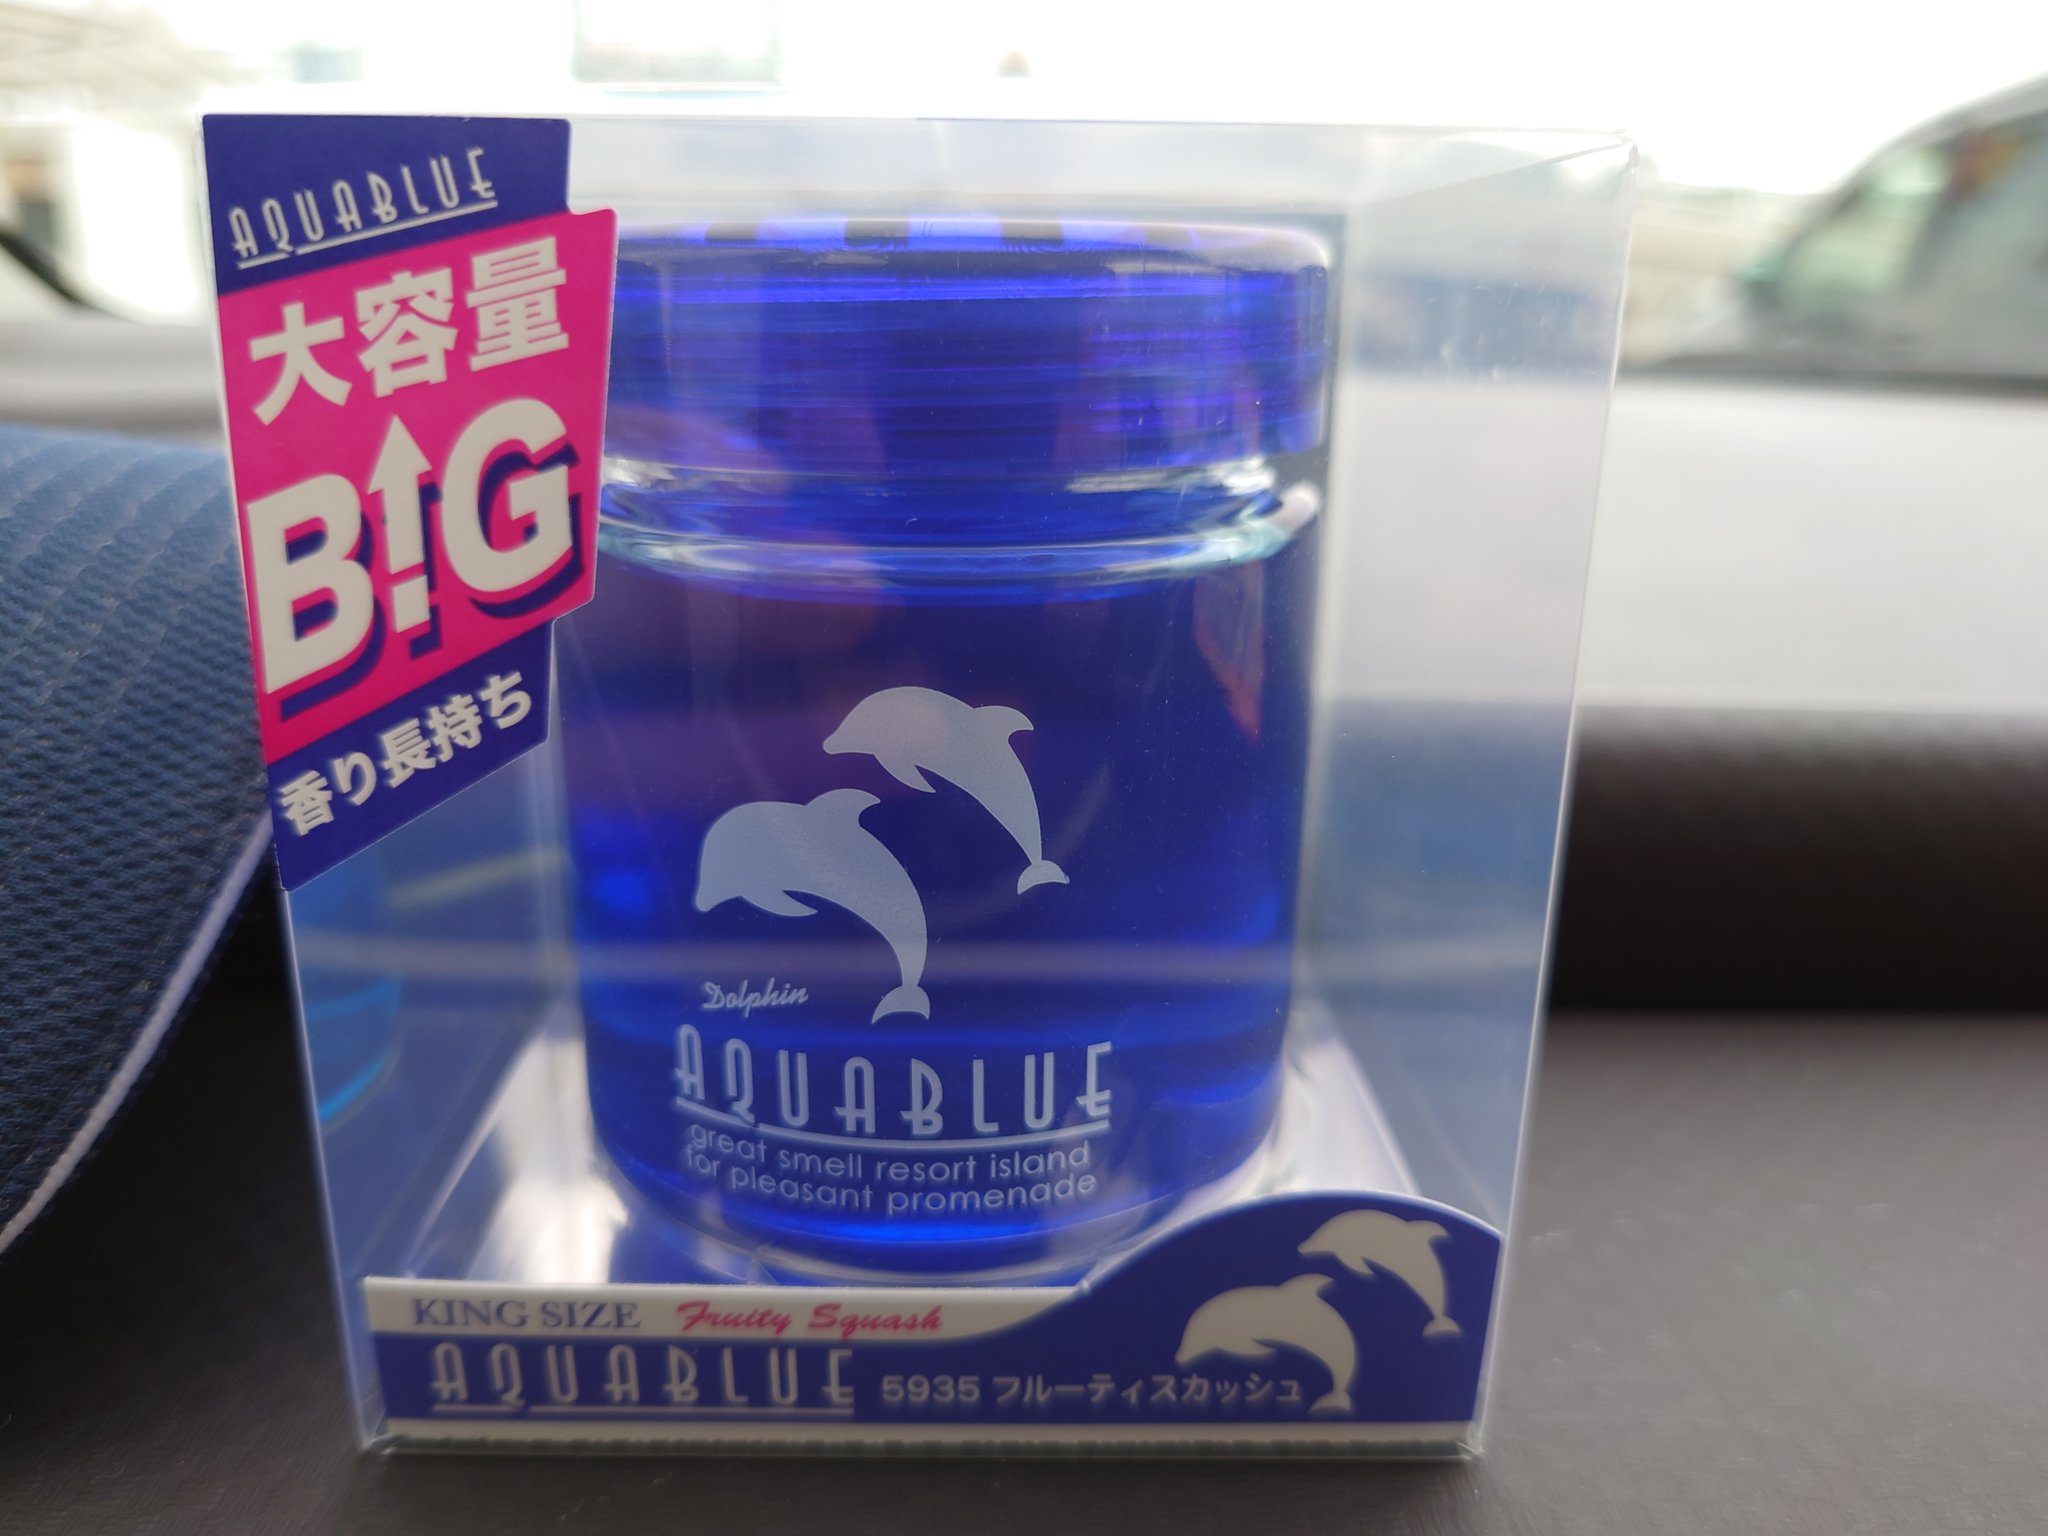 AQUABLUE
大容量
BIG
香り長持ち
Dolphin
AQUABLUE
great smell resort island
for pleasant promenade
KING SIZE Fruity Squash
AQUABLUE 5935 フルーティスカッシュ